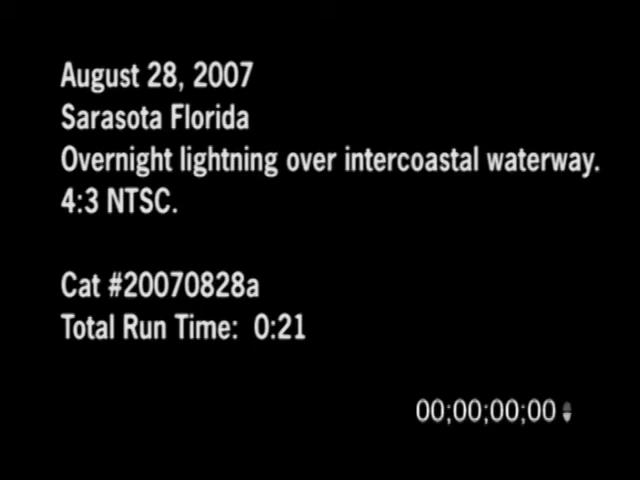 August 28, 2007
Sarasota Florida
Overnight lightning over intercoastal waterway.
4:3 NTSC.
Cat #20070828a
Total Run Time:  0:21
00;00;00;00